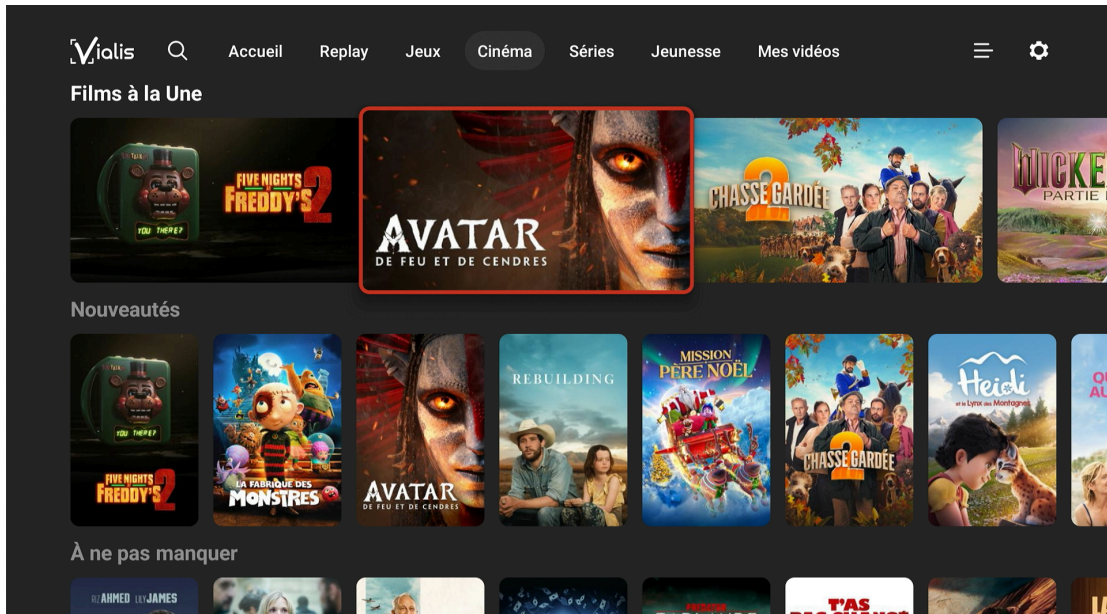 Vialis
Accueil
Replay
Jeux
Cinéma
Séries
Jeunesse
Mes vidéos
Films à la Une
YOU THERE?
FIVE NIGHTS
AT
FREDDY'S 2
AVATAR
DE FEU ET DE CENDRES
CHASSE GARDÉE
2
WICKE
PARTIE
Nouveautés
YOU THERE?
FIVE NIGHTS
AT
FREDDY'S 2
LA FABRIQUE DES
MONSTRES
AVATAR
DE FEU ET DE CENDRES
REBUILDING
MISSION
PÈRE NOËL
CHASSE GARDÉE
2
Heidi
et le Lynx des Montagnes
QU
AU
À ne pas manquer
RIZ AHMED LILY JAMES
T'AS